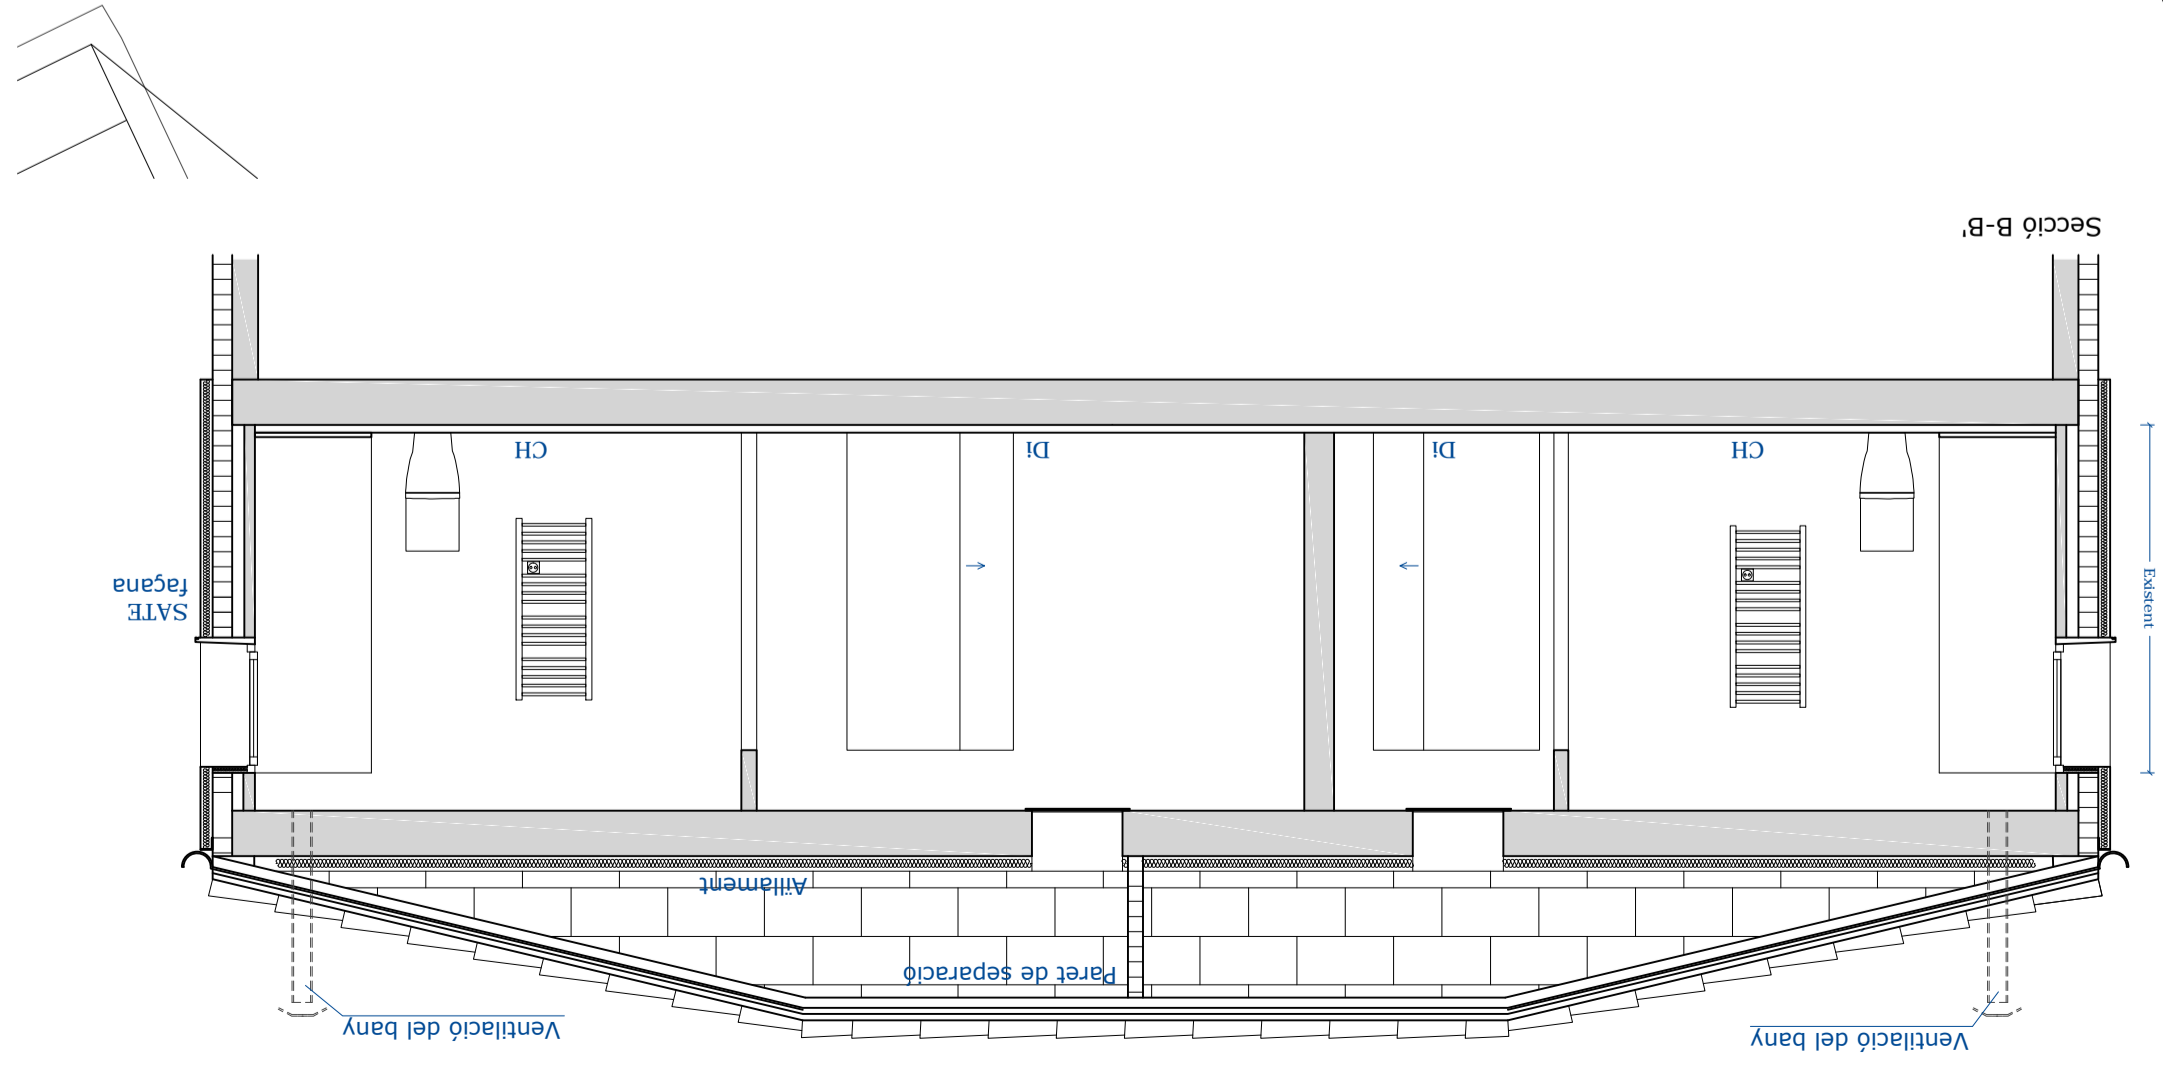 Ventilació del bany
Ventilació del bany
Paret de separació
Aïllament
SATE
façana
Existent
CH
Di
Di
CH
Secció B-B'